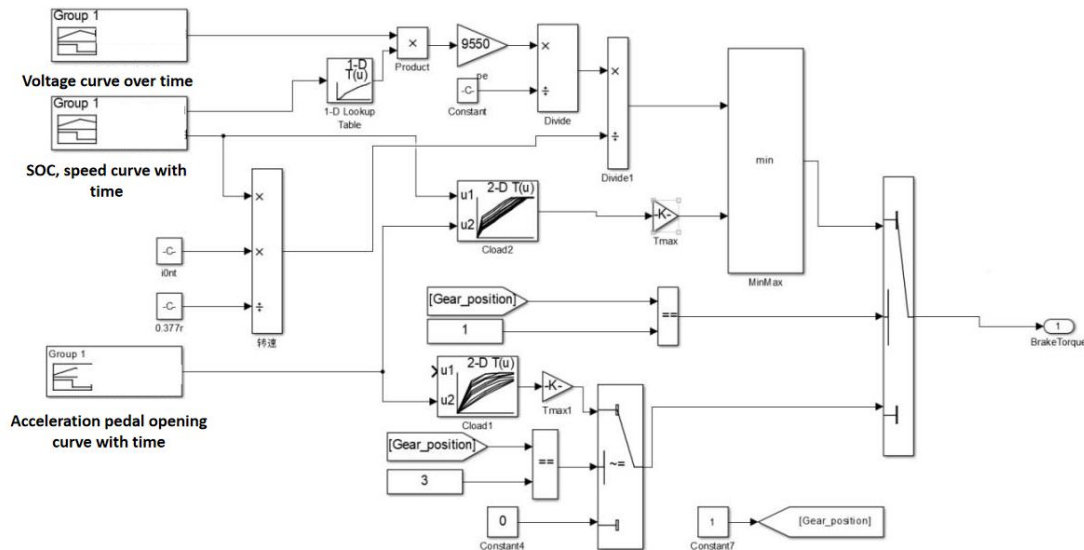 Group 1
Voltage curve over time
Group 1
SOC, speed curve with
time
1-D
T(u)
1-D Lookup
Table
×
Product
9550
pe
-C-
Constant
×
÷
Divide
×
÷
Divide1
min
MinMax
2-D T(u)
u1
u2
Cload2
-K-
Tmax
×
×
÷
转速
-C-
i0nt
-C-
0.377r
[Gear_position]
1
==
1
BrakeTorque
Group 1
Acceleration pedal opening
curve with time
2-D T(u)
u1
u2
Cload1
-K-
Tmax1
[Gear_position]
3
==
~=
0
Constant4
1
Constant7
[Gear_position]